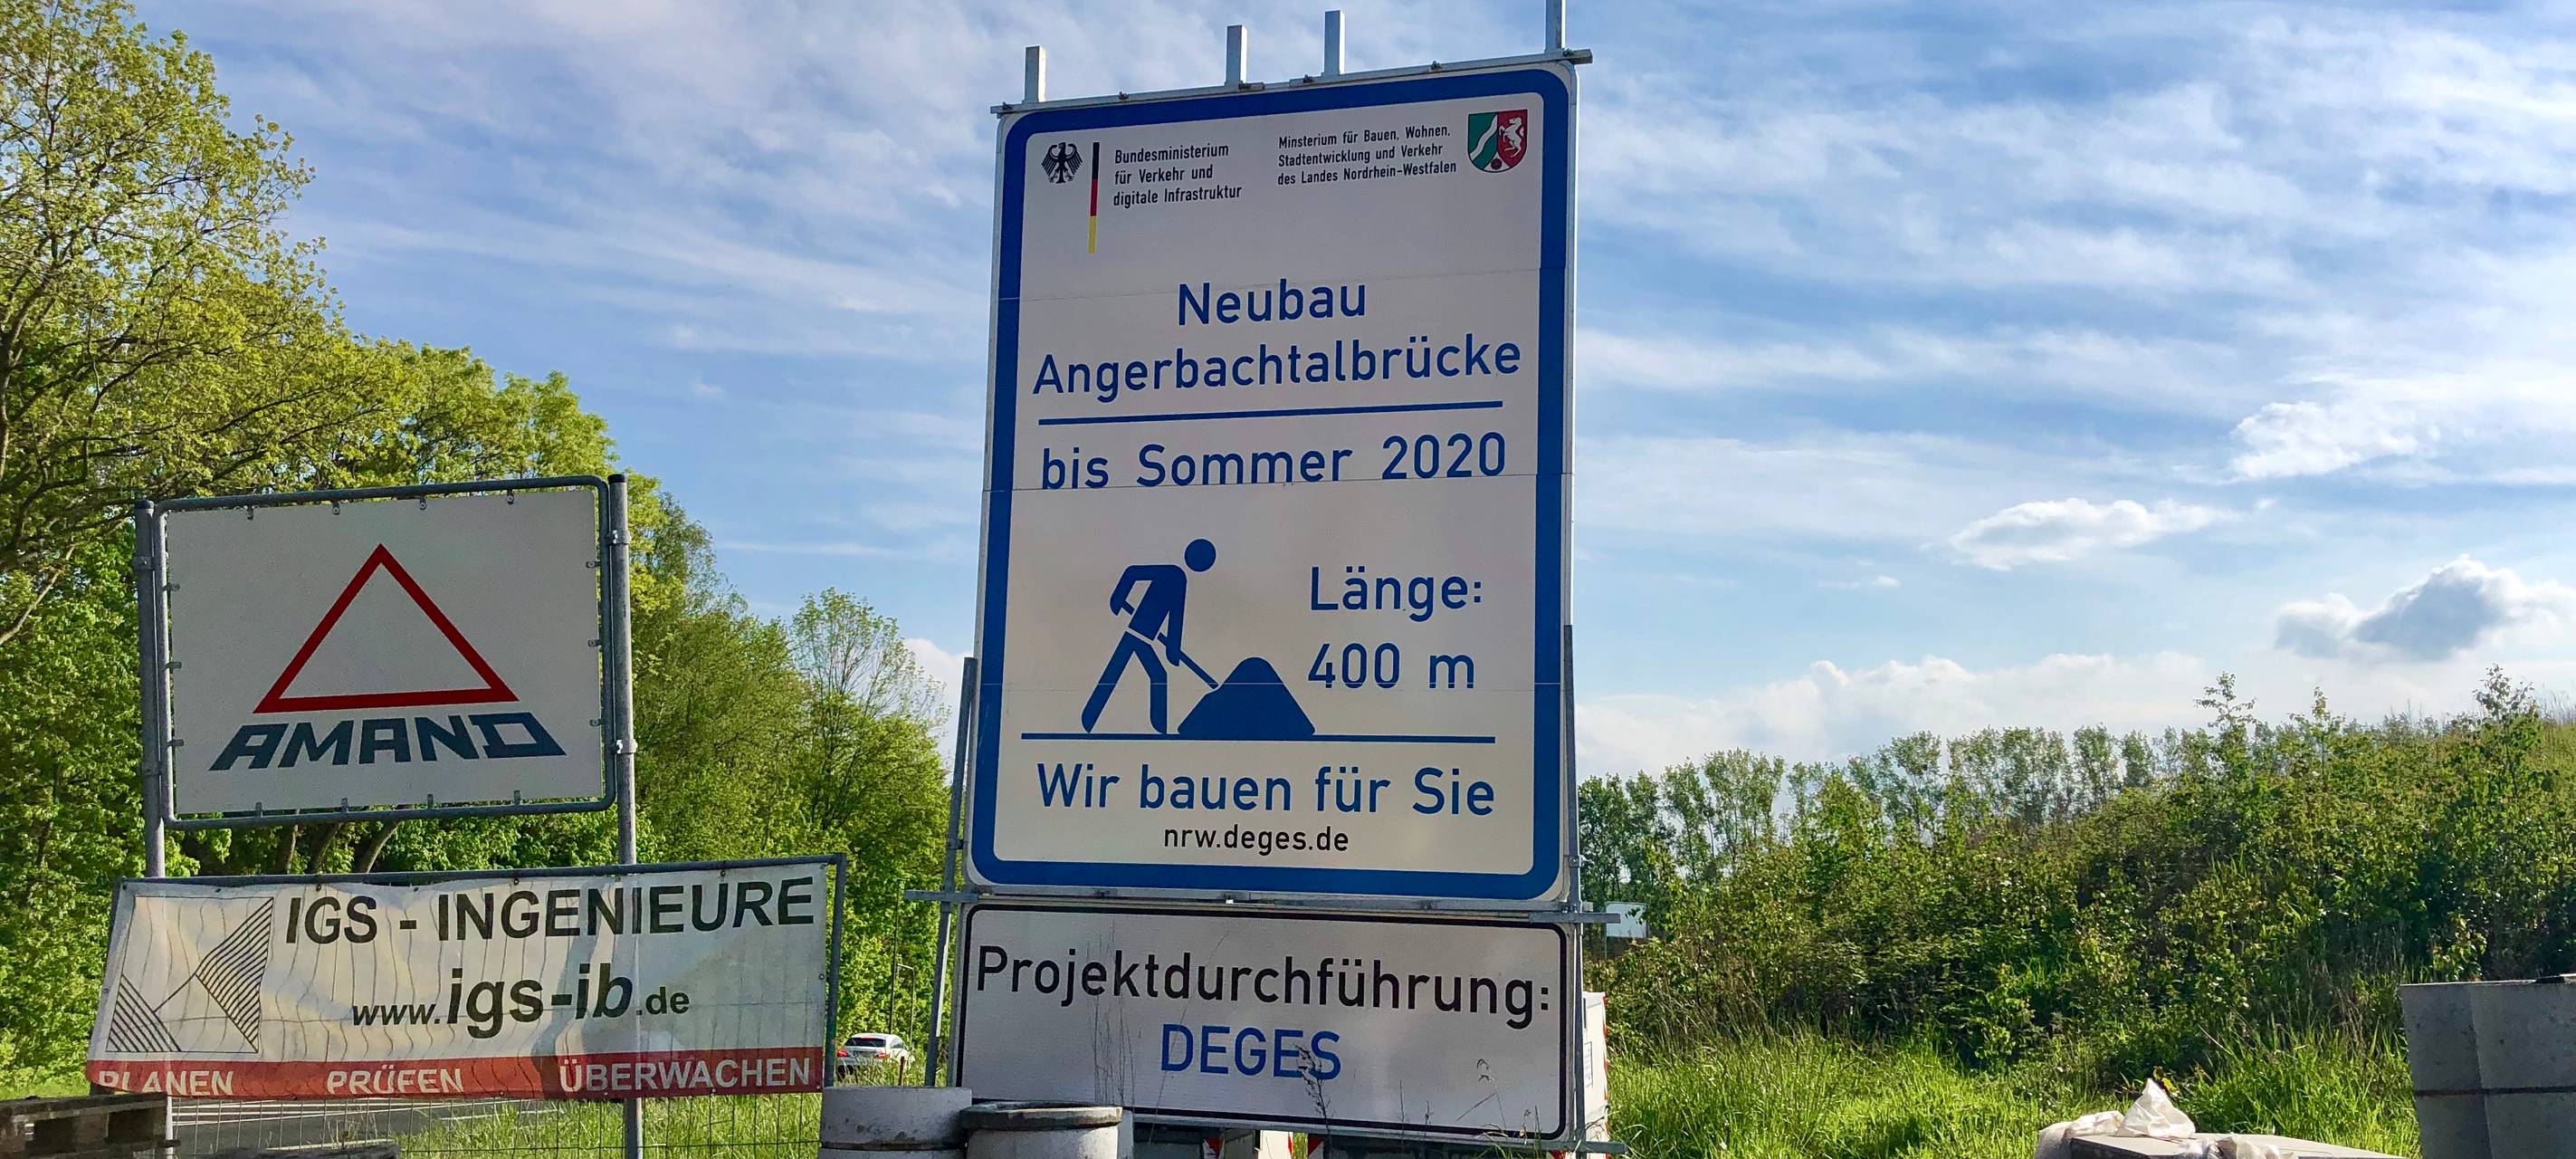 Bundesministerium
für Verkehr und
digitale Infrastruktur
Minsterium für Bauen, Wohnen,
Stadtentwicklung und Verkehr
des Landes Nordrhein-Westfalen
Neubau
Angerbachtalbrücke
bis Sommer 2020
Länge:
400 m
Wir bauen für Sie
nrw.deges.de
Projektdurchführung:
DEGES
AMAND
IGS - INGENIEURE
www.igs-ib.de
PLANEN PRÜFEN ÜBERWACHEN